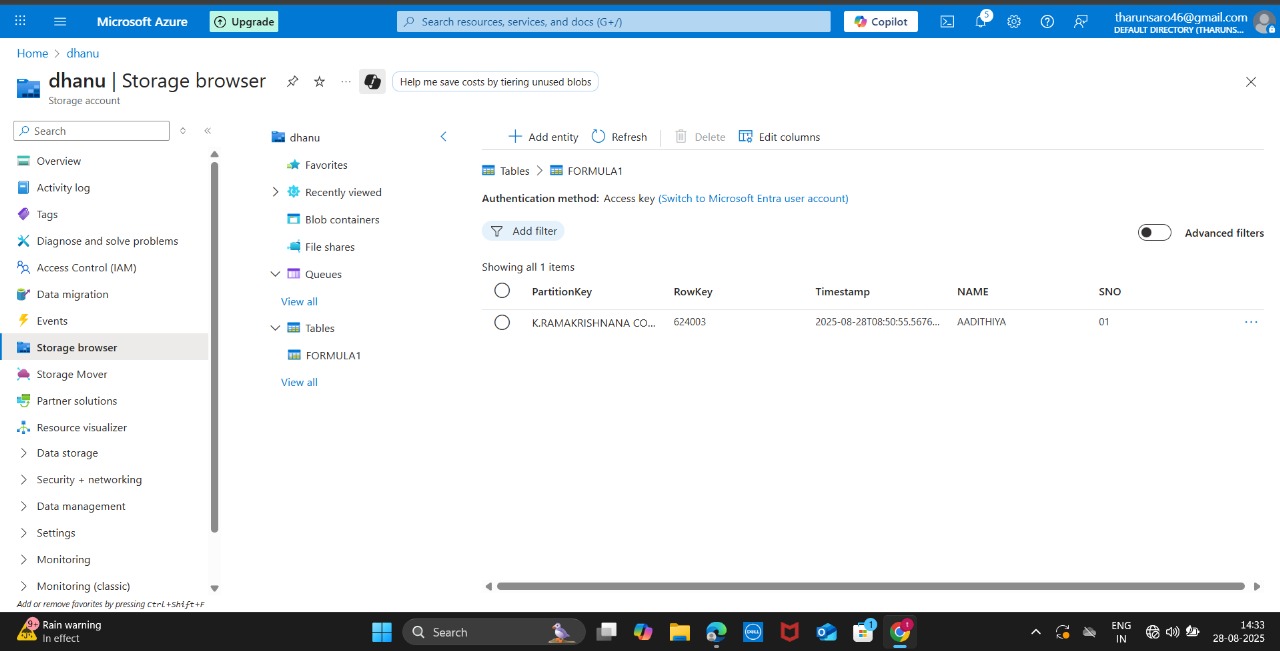 Microsoft Azure
Upgrade
Search resources, services, and docs (G+/)
Copilot
5
tharunsaro46@gmail.com
DEFAULT DIRECTORY (THARUNS...
Home > dhanu
dhanu | Storage browser
...
Help me save costs by tiering unused blobs
Storage account
Search
Overview
Activity log
Tags
Diagnose and solve problems
Access Control (IAM)
Data migration
Events
Storage browser
Storage Mover
Partner solutions
Resource visualizer
Data storage
Security + networking
Data management
Settings
Monitoring
Monitoring (classic)
Add or remove favorites by pressing Ctrl+Shift+F
dhanu
Favorites
Recently viewed
Blob containers
File shares
Queues
View all
Tables
FORMULA1
View all
Add entity
Refresh
Delete
Edit columns
Tables > FORMULA1
Authentication method: Access key (Switch to Microsoft Entra user account)
Add filter
Advanced filters
Showing all 1 items
PartitionKey RowKey Timestamp NAME SNO
K.RAMAKRISHNANA CO... 624003 2025-08-28T08:50:55.5676... AADITHIYA 01 ...
9+
Rain warning
In effect
Search
DELL
1
1
ENG
IN
14:33
28-08-2025